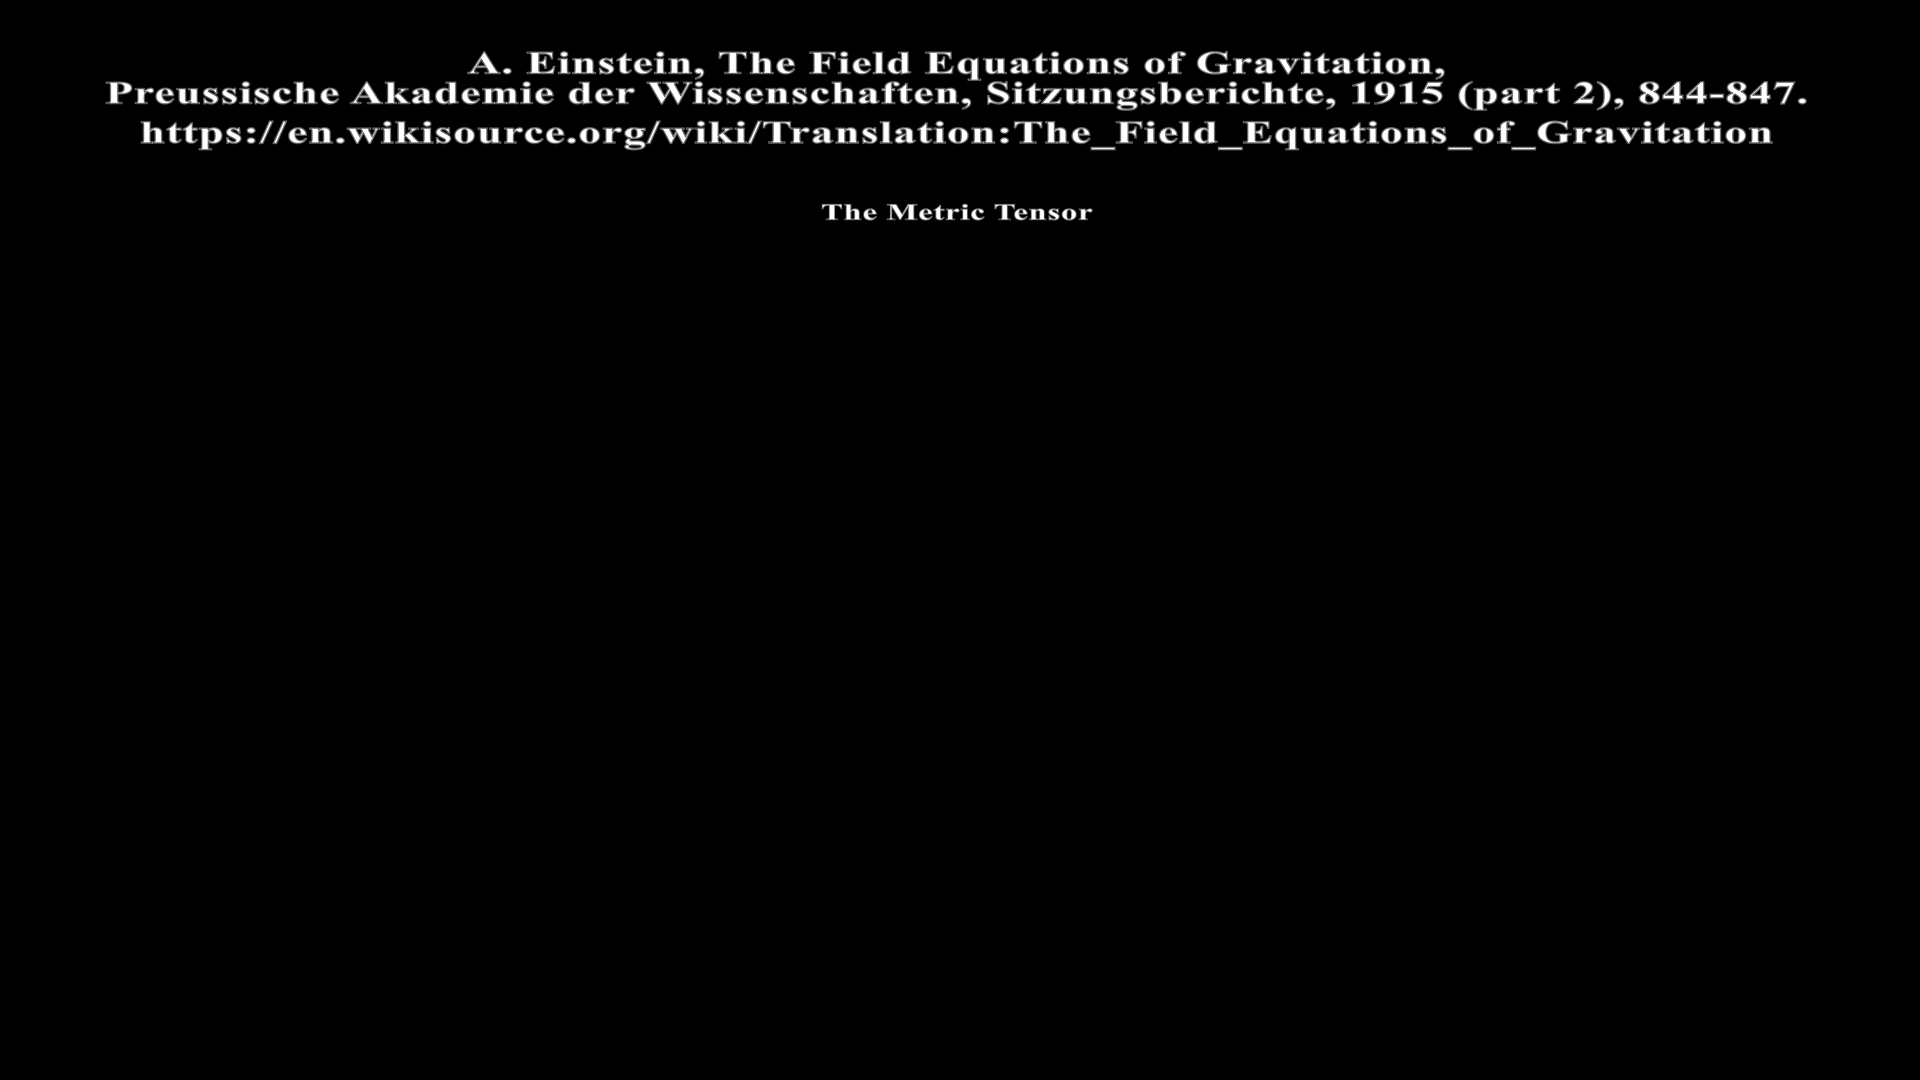 A. Einstein, The Field Equations of Gravitation,
Preussische Akademie der Wissenschaften, Sitzungsberichte, 1915 (part 2), 844-847.
https://en.wikisource.org/wiki/Translation:The_Field_Equations_of_Gravitation
The Metric Tensor